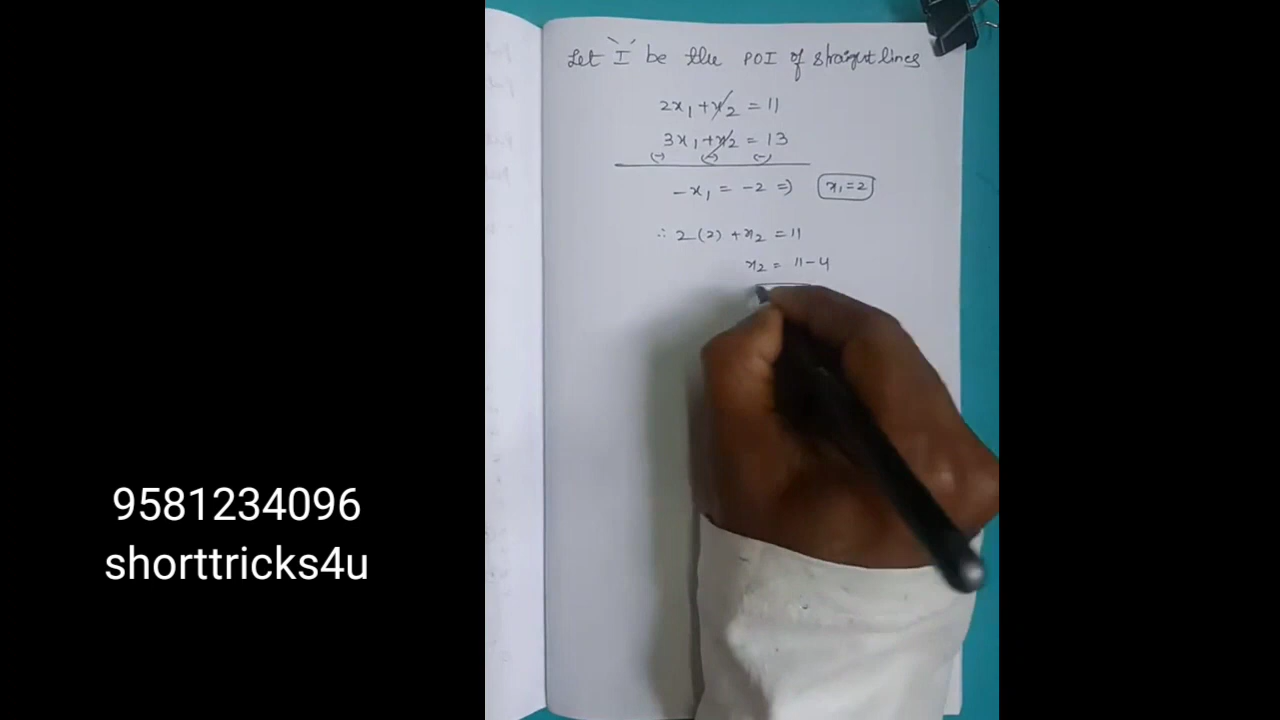 Let 'I' be the POI of straight lines
2x₁ + x₂ = 11
3x₁ + x₂ = 13
(-) (-) (-)
-x₁ = -2 ⇒ x₁=2
∴ 2(2) + x₂ = 11
x₂ = 11-4
9581234096
shorttricks4u